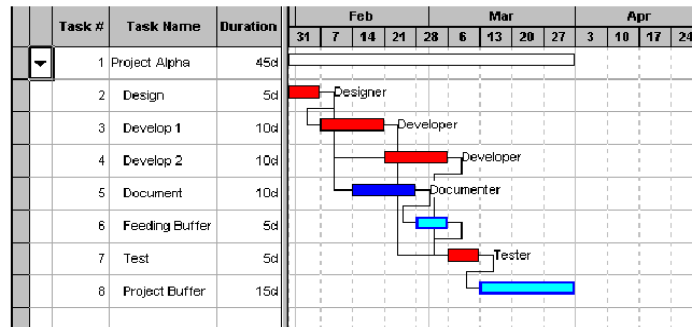 Feb Mar Apr
Task # Task Name Duration 31 7 14 21 28 6 13 20 27 3 10 17 24
1 Project Alpha 45d
2 Design 5d Designer
3 Develop 1 10d Developer
4 Develop 2 10d Developer
5 Document 10d Documenter
6 Feeding Buffer 5d
7 Test 5d Tester
8 Project Buffer 15d